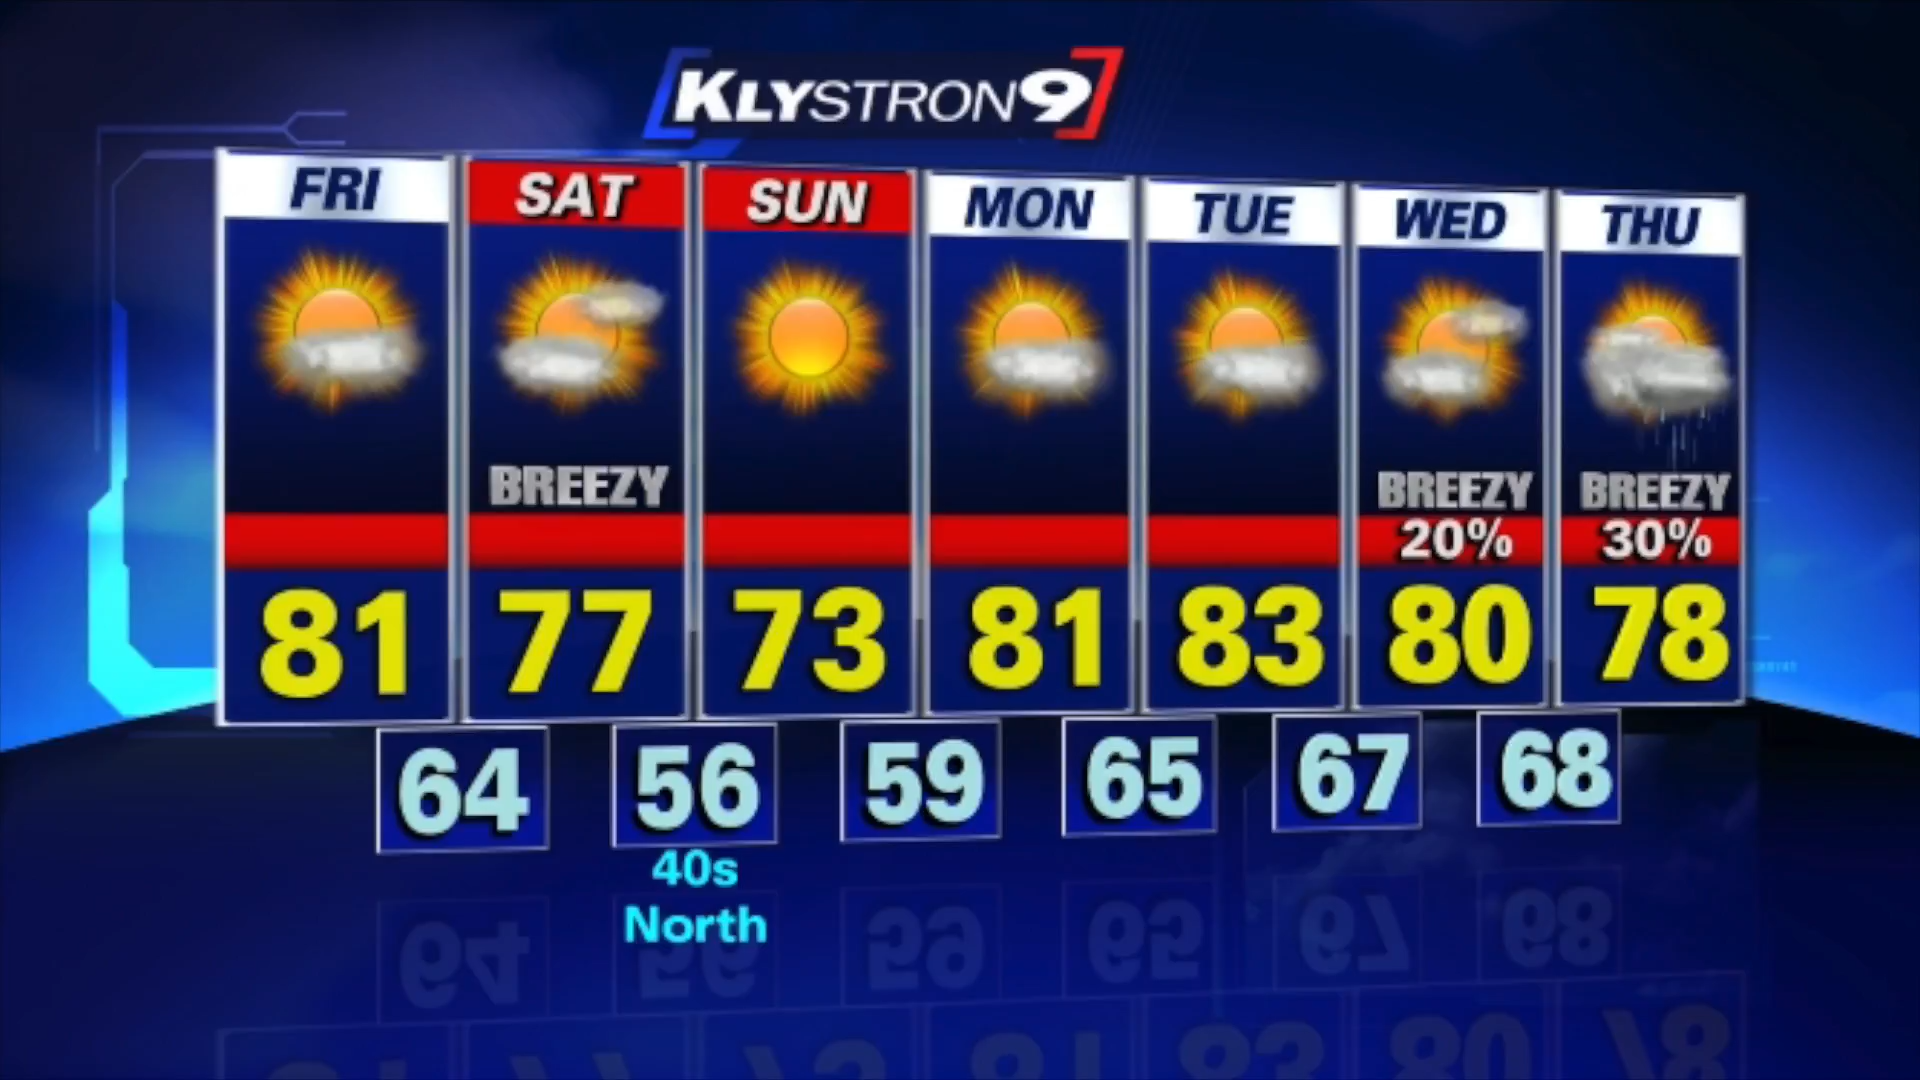 KLYSTRON9
FRI SAT SUN MON TUE WED THU
BREEZY BREEZY BREEZY
20% 30%
81 77 73 81 83 80 78
64 56 59 65 67 68
40s
North